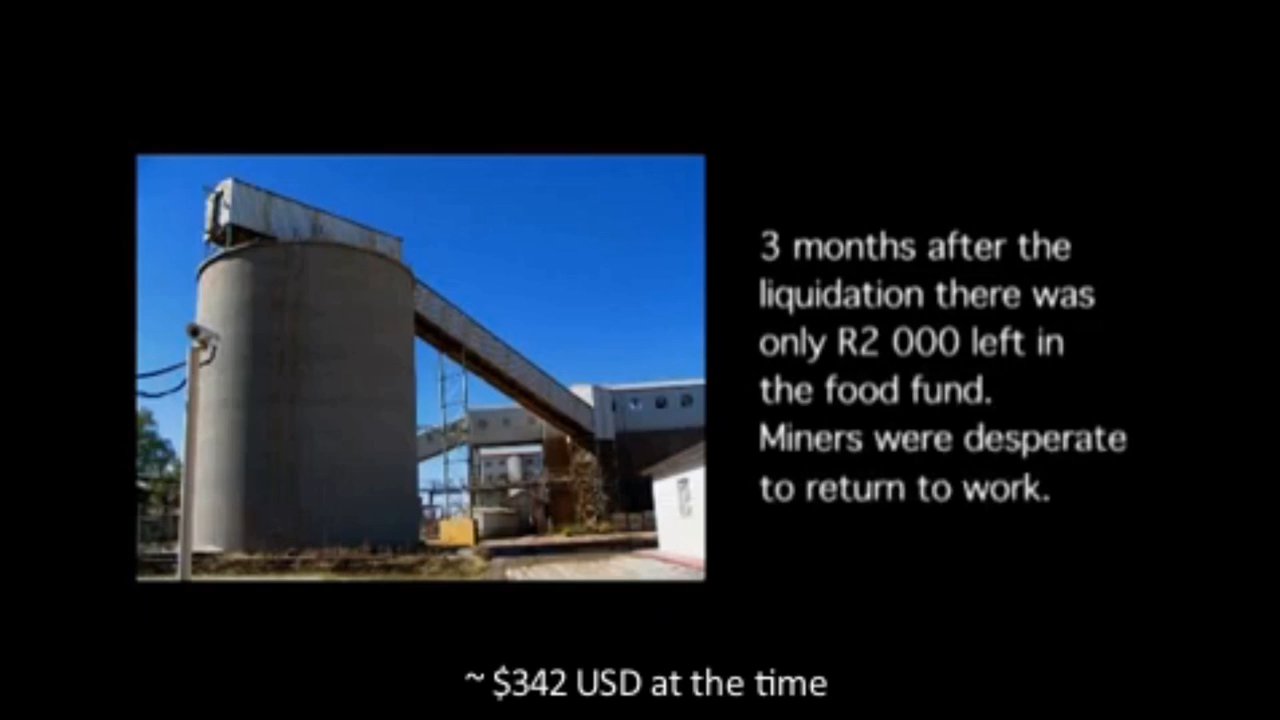 3 months after the
liquidation there was
only R2 000 left in
the food fund.
Miners were desperate
to return to work.
~ $342 USD at the time